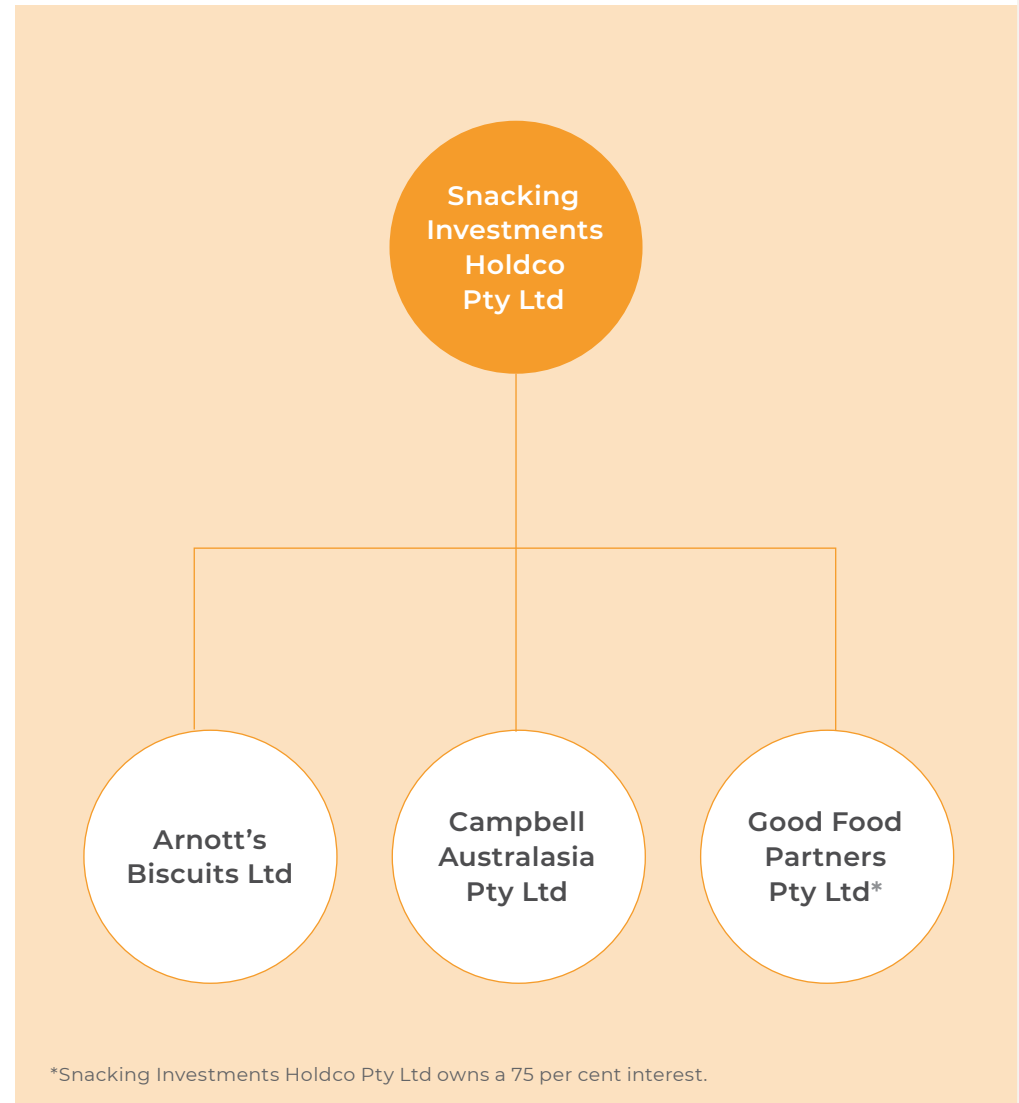 Snacking
Investments
Holdco
Pty Ltd
Arnott’s
Biscuits Ltd
Campbell
Australasia
Pty Ltd
Good Food
Partners
Pty Ltd*
*Snacking Investments Holdco Pty Ltd owns a 75 per cent interest.